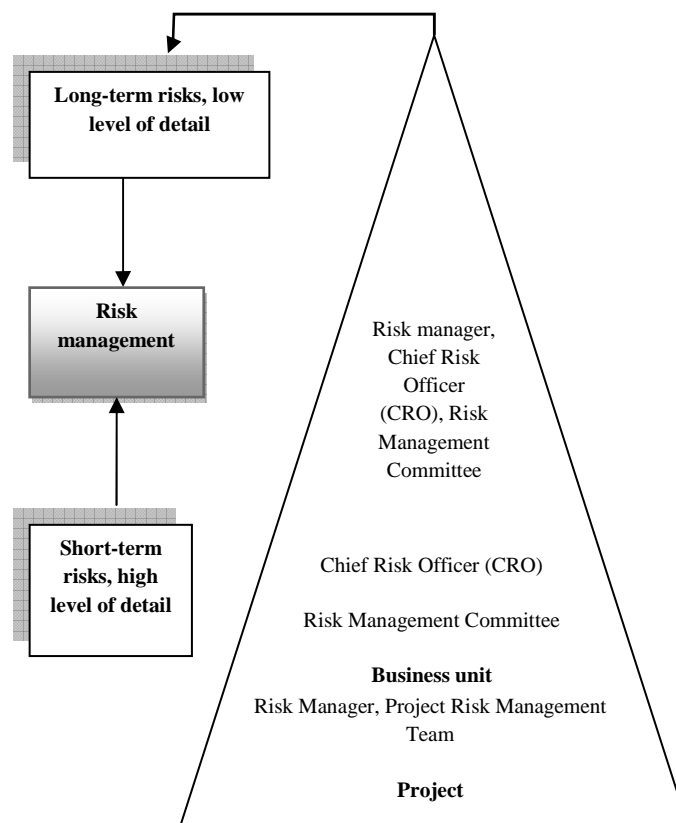 Long-term risks, low
level of detail
Risk
management
Short-term
risks, high
level of detail
Risk manager,
Chief Risk
Officer
(CRO), Risk
Management
Committee
Chief Risk Officer (CRO)
Risk Management Committee
Business unit
Risk Manager, Project Risk Management
Team
Project